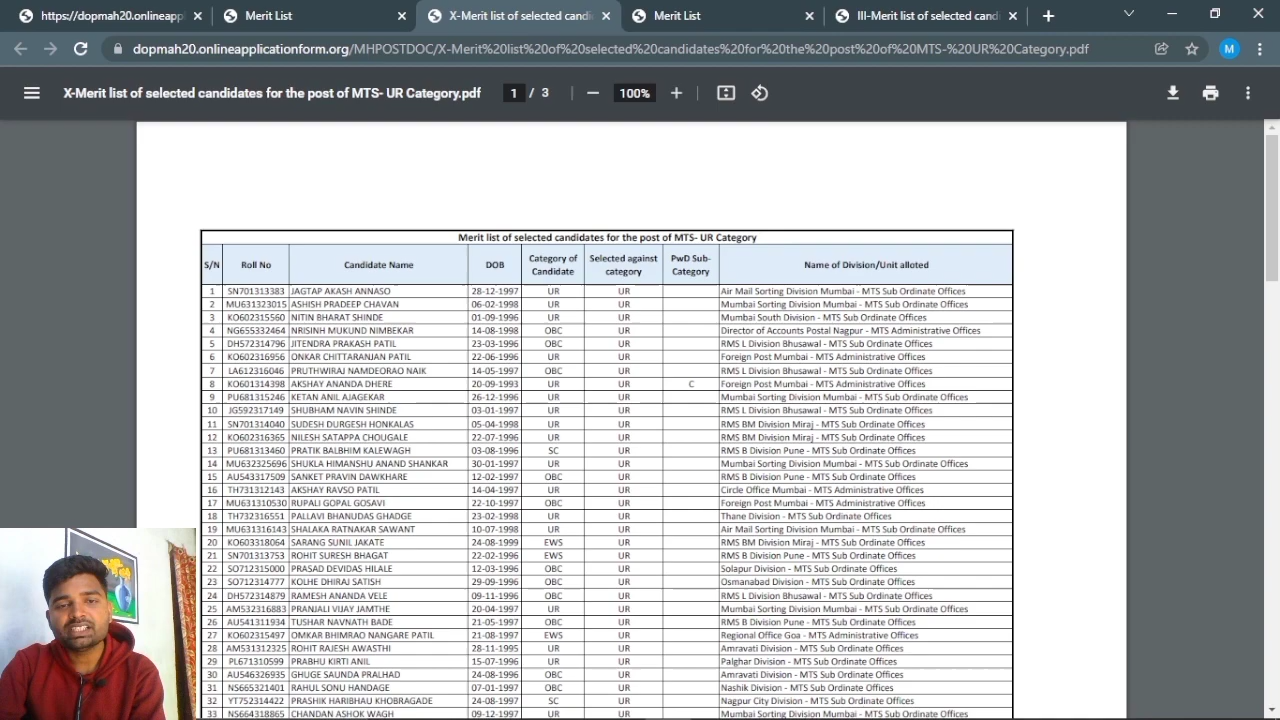 https://dopmah20.onlineapp
Merit List
X-Merit list of selected candid
Merit List
III-Merit list of selected candi
dopmah20.onlineapplicationform.org/MHPOSTDOC/X-Merit%20list%20of%20selected%20candidates%20for%20the%20post%20of%20MTS-%20UR%20Category.pdf
M
X-Merit list of selected candidates for the post of MTS- UR Category.pdf 1 / 3 100%
Merit list of selected candidates for the post of MTS- UR Category
S/N Roll No Candidate Name DOB Category of Candidate Selected against category PwD Sub-Category Name of Division/Unit alloted
1 SN701313383 JAGTAP AKASH ANNASO 28-12-1997 UR UR Air Mail Sorting Division Mumbai - MTS Sub Ordinate Offices
2 MU631323015 ASHISH PRADEEP CHAVAN 06-02-1998 UR UR Mumbai Sorting Division Mumbai - MTS Sub Ordinate Offices
3 KO602315560 NITIN BHARAT SHINDE 01-09-1996 UR UR Mumbai South Division - MTS Sub Ordinate Offices
4 NG655332464 NRISINH MUKUND NIMBEKAR 14-08-1998 OBC UR Director of Accounts Postal Nagpur - MTS Administrative Offices
5 DH572314796 JITENDRA PRAKASH PATIL 23-03-1996 OBC UR RMS L Division Bhusawal - MTS Sub Ordinate Offices
6 KO602316956 ONKAR CHITTARANJAN PATIL 22-06-1996 UR UR Foreign Post Mumbai - MTS Administrative Offices
7 LA612316046 PRUTHWIRAJ NAMDEORAO NAIK 14-05-1997 OBC UR RMS L Division Bhusawal - MTS Sub Ordinate Offices
8 KO601314398 AKSHAY ANANDA DHERE 20-09-1993 UR UR C Foreign Post Mumbai - MTS Administrative Offices
9 PU681315246 KETAN ANIL AJAGEKAR 26-12-1996 UR UR Mumbai Sorting Division Mumbai - MTS Sub Ordinate Offices
10 JG592317149 SHUBHAM NAVIN SHINDE 03-01-1997 UR UR RMS L Division Bhusawal - MTS Sub Ordinate Offices
11 SN701314040 SUDESH DURGESH HONKALAS 05-04-1998 UR UR RMS BM Division Miraj - MTS Sub Ordinate Offices
12 KO602316365 NILESH SATAPPA CHOUGALE 22-07-1996 UR UR RMS BM Division Miraj - MTS Sub Ordinate Offices
13 PU681313460 PRATIK BALBHIM KALEWAGH 03-08-1996 SC UR RMS B Division Pune - MTS Sub Ordinate Offices
14 MU632325696 SHUKLA HIMANSHU ANAND SHANKAR 30-01-1997 UR UR Mumbai Sorting Division Mumbai - MTS Sub Ordinate Offices
15 AU543317509 SANKET PRAVIN DAWKHARE 12-02-1997 OBC UR RMS B Division Pune - MTS Sub Ordinate Offices
16 TH731312143 AKSHAY RAVSO PATIL 14-04-1997 UR UR Circle Office Mumbai - MTS Administrative Offices
17 MU631310530 RUPALI GOPAL GOSAVI 22-10-1997 OBC UR Foreign Post Mumbai - MTS Administrative Offices
18 TH732316551 PALLAVI BHANUDAS GHADGE 23-02-1998 UR UR Thane Division - MTS Sub Ordinate Offices
19 MU631316143 SHALAKA RATNAKAR SAWANT 10-07-1998 UR UR Air Mail Sorting Division Mumbai - MTS Sub Ordinate Offices
20 KO603318064 SARANG SUNIL JAKATE 24-08-1999 EWS UR RMS BM Division Miraj - MTS Sub Ordinate Offices
21 SN701313753 ROHIT SURESH BHAGAT 22-02-1996 EWS UR RMS B Division Pune - MTS Sub Ordinate Offices
22 SO712315000 PRASAD DEVIDAS HILALE 12-03-1996 OBC UR Solapur Division - MTS Sub Ordinate Offices
23 SO712314777 KOLHE DHIRAJ SATISH 29-09-1996 OBC UR Osmanabad Division - MTS Sub Ordinate Offices
24 DH572314879 RAMESH ANANDA VELE 09-11-1996 OBC UR RMS L Division Bhusawal - MTS Sub Ordinate Offices
25 AM532316883 PRANJALI VIJAY JAMTHE 20-04-1997 UR UR Mumbai Sorting Division Mumbai - MTS Sub Ordinate Offices
26 AU541311934 TUSHAR NAVNATH BADE 21-05-1997 OBC UR RMS B Division Pune - MTS Sub Ordinate Offices
27 KO602315497 OMKAR BHIMRAO NANGARE PATIL 21-08-1997 EWS UR Regional Office Goa - MTS Administrative Offices
28 AM531312325 ROHIT RAJESH AWASTHI 28-11-1995 UR UR Amravati Division - MTS Sub Ordinate Offices
29 PL671310599 PRABHU KIRTI ANIL 15-07-1996 UR UR Palghar Division - MTS Sub Ordinate Offices
30 AU546326935 GHUGE SAUNDA PRALHAD 24-08-1996 OBC UR Amravati Division - MTS Sub Ordinate Offices
31 NS665321401 RAHUL SONU HANDAGE 07-01-1997 OBC UR Nashik Division - MTS Sub Ordinate Offices
32 YT752314422 PRASHIK HARIBHAU KHOBRAGADE 24-08-1997 SC UR Nagpur City Division - MTS Sub Ordinate Offices
33 NS664318865 CHANDAN ASHOK WAGH 09-12-1997 UR UR Mumbai Sorting Division Mumbai - MTS Sub Ordinate Offices